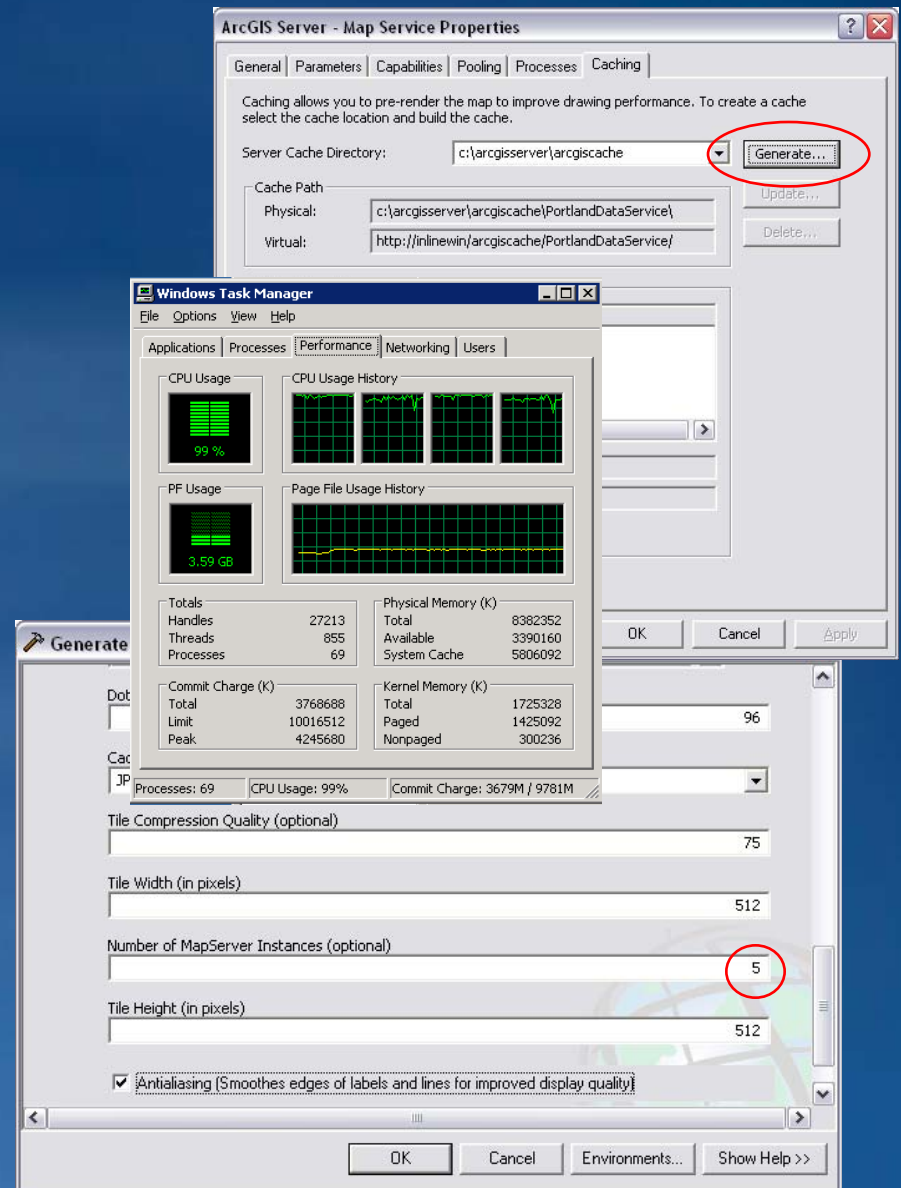 ArcGIS Server - Map Service Properties
General Parameters Capabilities Pooling Processes Caching
Caching allows you to pre-render the map to improve drawing performance. To create a cache
select the cache location and build the cache.
Server Cache Directory: c:\arcgisserver\arcgiscache Generate...
Cache Path
Physical: c:\arcgisserver\arcgiscache\PortlandDataService\
Virtual: http://inlinewin/arcgiscache/PortlandDataService/
Update...
Delete...
OK Cancel Apply
Windows Task Manager
File Options View Help
Applications Processes Performance Networking Users
CPU Usage CPU Usage History
99 %
PF Usage Page File Usage History
3.59 GB
Totals
Handles 27213
Threads 855
Processes 69
Physical Memory (K)
Total 8382352
Available 3390160
System Cache 5806092
Commit Charge (K)
Total 3768688
Limit 10016512
Peak 4245680
Kernel Memory (K)
Total 1725328
Paged 1425092
Nonpaged 300236
Processes: 69 CPU Usage: 99% Commit Charge: 3679M / 9781M
Generate
Dot
96
Cac
JP
Tile Compression Quality (optional)
75
Tile Width (in pixels)
512
Number of MapServer Instances (optional)
5
Tile Height (in pixels)
512
Antialiasing (Smoothes edges of labels and lines for improved display quality)
OK Cancel Environments... Show Help >>